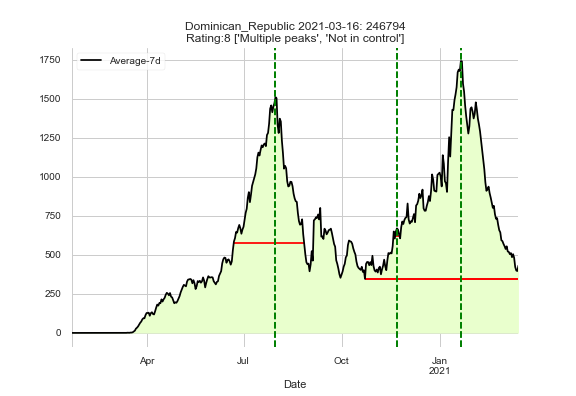 Dominican_Republic 2021-03-16: 246794
Rating:8 ['Multiple peaks', 'Not in control']
Average-7d
1750
1500
1250
1000
750
500
250
0
Apr
Jul
Oct
Jan
2021
Date